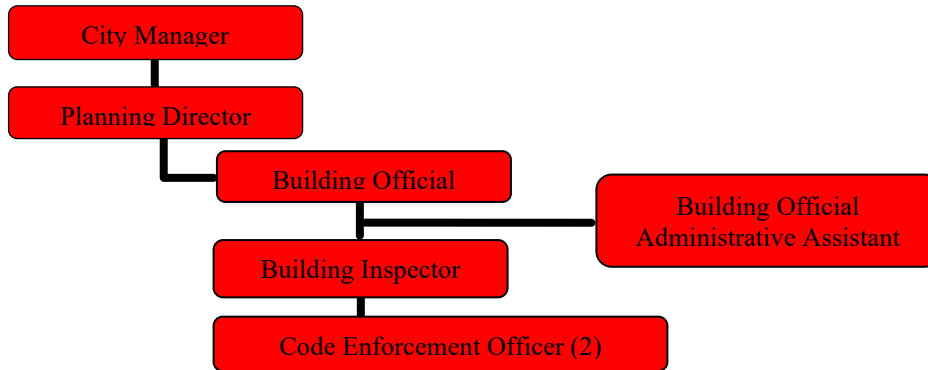 City Manager
Planning Director
Building Official
Building Official
Administrative Assistant
Building Inspector
Code Enforcement Officer (2)